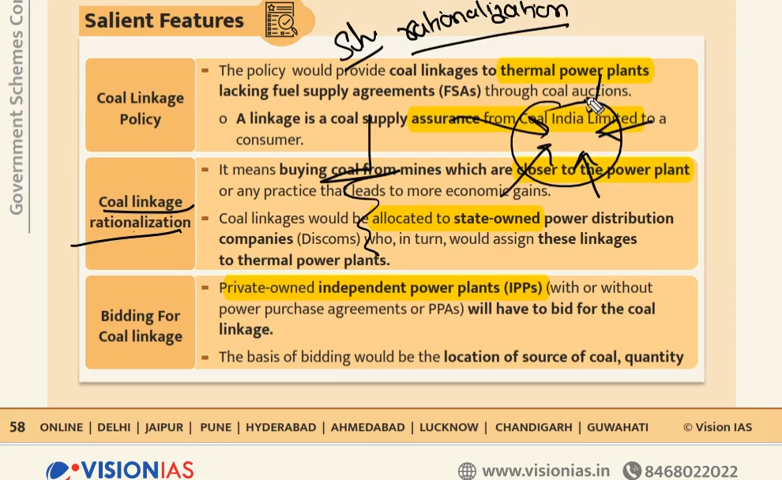 Government Schemes Co
Salient Features
Sch rationalization
Coal Linkage
Policy
- The policy would provide coal linkages to thermal power plants
lacking fuel supply agreements (FSAs) through coal auctions.
o A linkage is a coal supply assurance from Coal India Limited to a
consumer.
Coal linkage
rationalization
- It means buying coal from mines which are closer to the power plant
or any practice that leads to more economic gains.
- Coal linkages would be allocated to state-owned power distribution
companies (Discoms) who, in turn, would assign these linkages
to thermal power plants.
Bidding For
Coal linkage
- Private-owned independent power plants (IPPs) (with or without
power purchase agreements or PPAs) will have to bid for the coal
linkage.
- The basis of bidding would be the location of source of coal, quantity
58 ONLINE | DELHI | JAIPUR | PUNE | HYDERABAD | AHMEDABAD | LUCKNOW | CHANDIGARH | GUWAHATI © Vision IAS
VISIONIAS www.visionias.in 8468022022